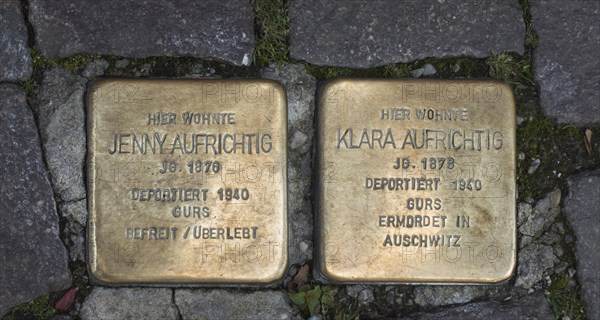 HIER WOHNTE
JENNY AUFRICHTIG
JG. 1876
DEPORTIERT 1940
GURS
BEFREIT / ÜBERLEBT
HIER WOHNTE
KLARA AUFRICHTIG
JG. 1878
DEPORTIERT 1940
GURS
ERMORDET IN
AUSCHWITZ